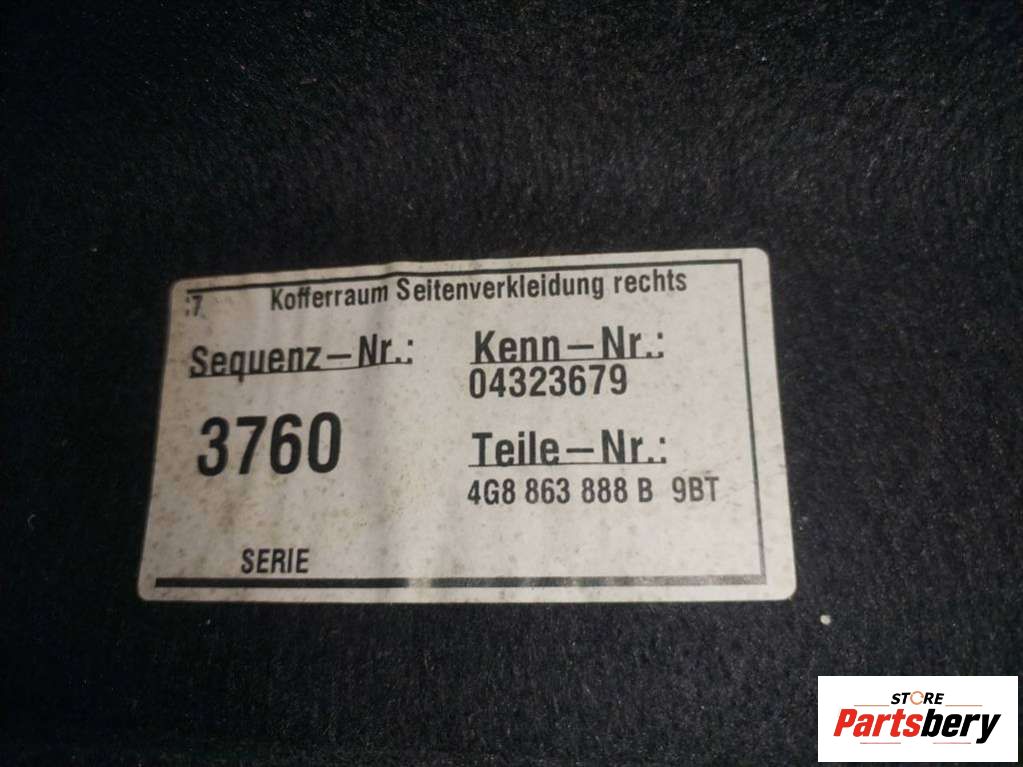 :7 Kofferraum Seitenverkleidung rechts
Sequenz-Nr.:
3760
Kenn-Nr.:
04323679
Teile-Nr.:
4G8 863 888 B 9BT
SERIE
STORE
Partsbery